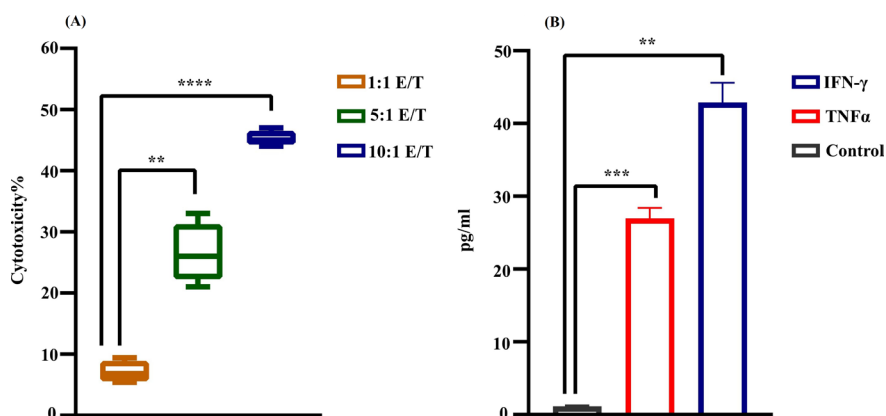 (A)
60
50
40
30
20
10
0
Cytotoxicity%
****
**
1:1 E/T
5:1 E/T
10:1 E/T
(B)
50
40
30
20
10
0
pg/ml
**
***
IFN-γ
TNFα
Control